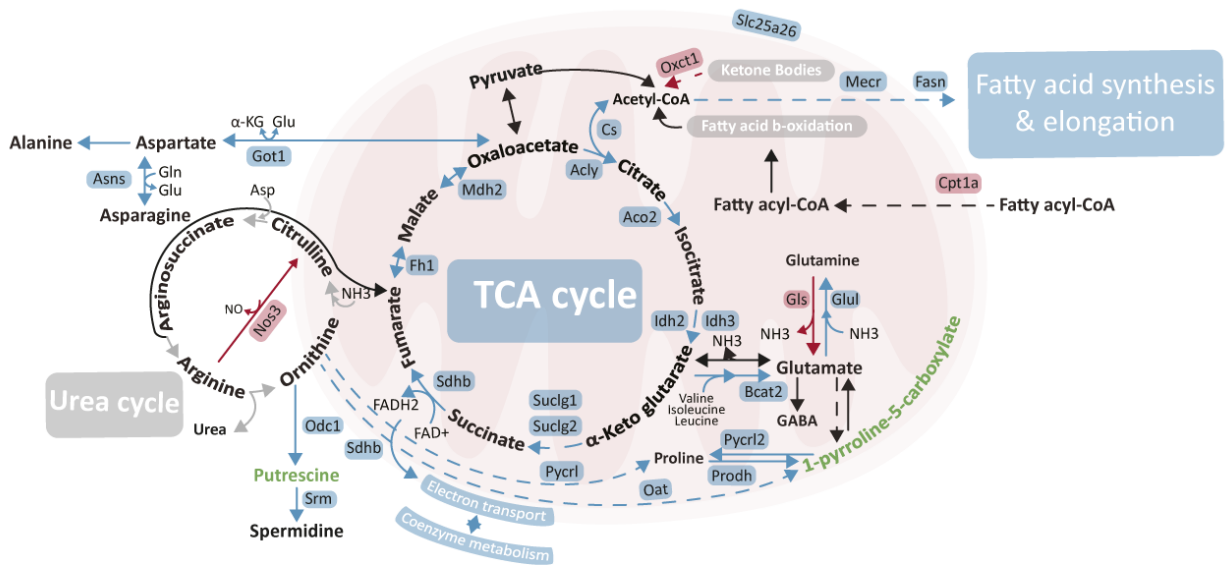 Slc25a26
Oxct1
Ketone Bodies
Mecr
Fasn
Fatty acid synthesis
& elongation
Pyruvate
Acetyl-CoA
Fatty acid b-oxidation
Cs
α-KG
Glu
Alanine
Aspartate
Got1
Oxaloacetate
Acly
Citrate
Asns
Gln
Glu
Mdh2
Cpt1a
Asp
Asparagine
Malate
Aco2
Fatty acyl-CoA
Fatty acyl-CoA
Arginosuccinate
Citrulline
Isocitrate
Fh1
Glutamine
NH3
TCA cycle
Gls
Glul
NO
Nos3
Fumarate
Idh2
Idh3
NH3
NH3
NH3
Arginine
Ornithine
Glutamate
Sdhb
α-Keto glutarate
Bcat2
Valine
Isoleucine
Leucine
Urea cycle
FADH2
Suclg1
GABA
1-pyrroline-5-carboxylate
Urea
Odc1
FAD+
Succinate
Suclg2
Pycrl2
Sdhb
Proline
Putrescine
Pycrl
Prodh
Oat
Electron transport
Srm
Coenzyme metabolism
Spermidine